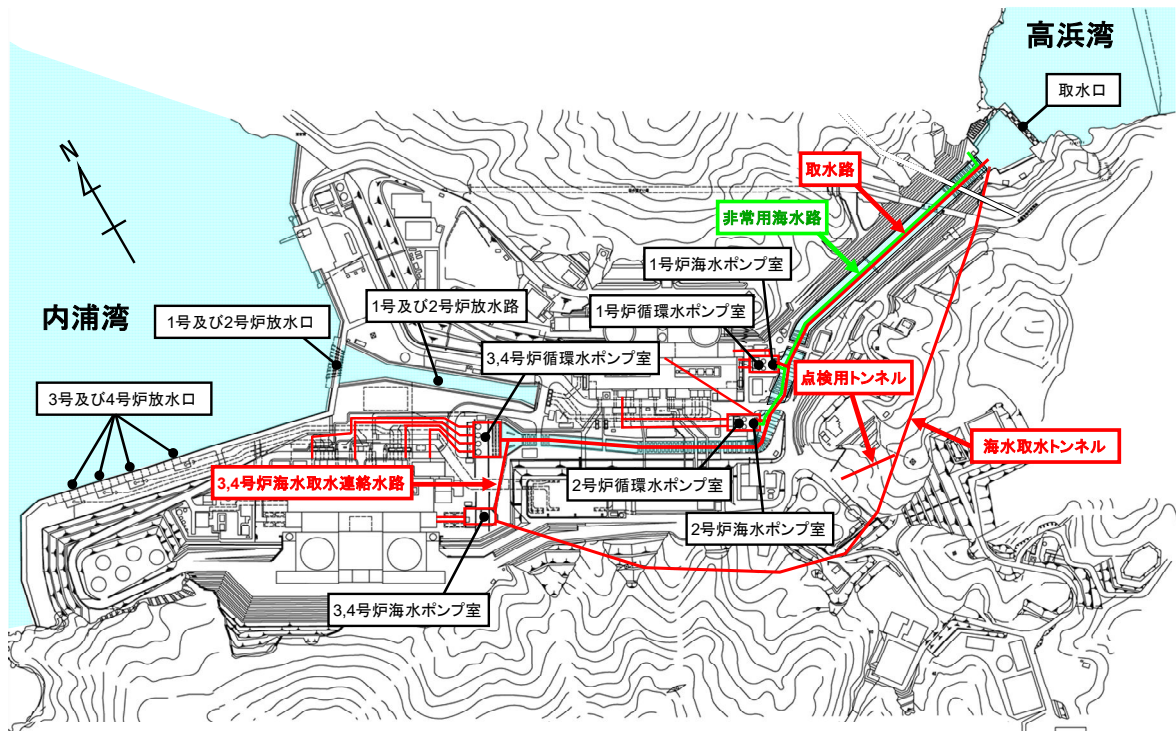 高浜湾
取水口
N
取水路
非常用海水路
1号炉海水ポンプ室
1号及び2号炉放水路
1号炉循環水ポンプ室
内浦湾
1号及び2号炉放水口
3,4号炉循環水ポンプ室
点検用トンネル
3号及び4号炉放水口
海水取水トンネル
3,4号炉海水取水連絡水路
2号炉循環水ポンプ室
2号炉海水ポンプ室
3,4号炉海水ポンプ室